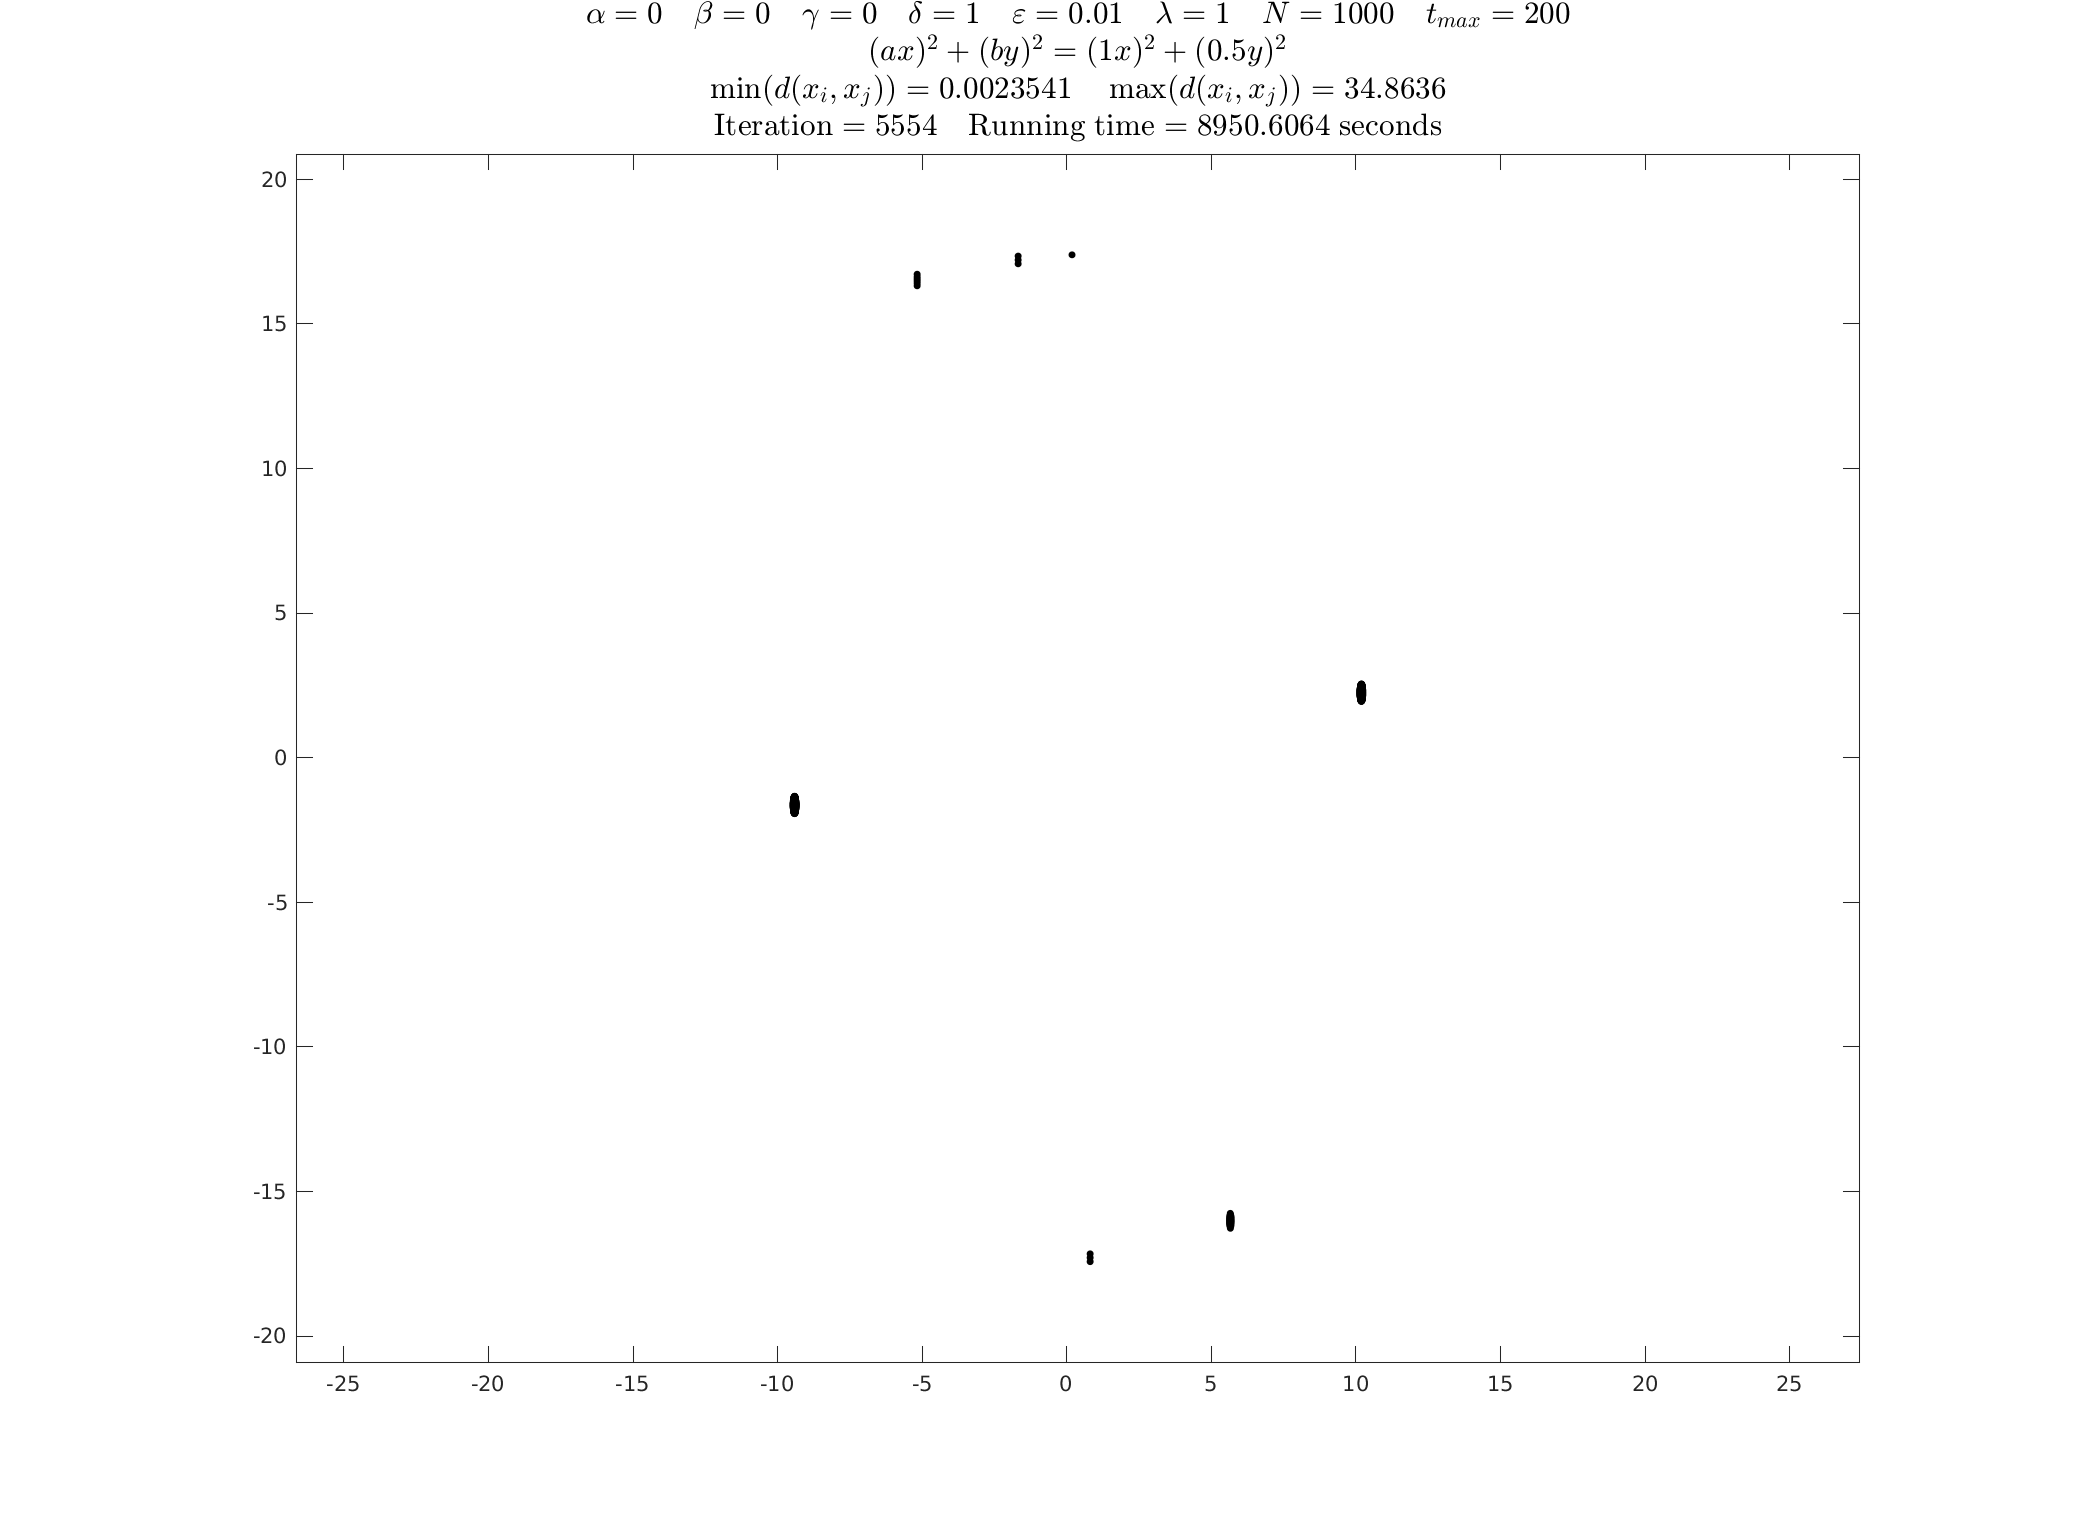 α = 0 β = 0 γ = 0 δ = 1 ε = 0.01 λ = 1 N = 1000 t_{max} = 200
(ax)² + (by)² = (1x)² + (0.5y)²
min(d(x_i, x_j)) = 0.0023541 max(d(x_i, x_j)) = 34.8636
Iteration = 5554 Running time = 8950.6064 seconds
20
15
10
5
0
-5
-10
-15
-20
-25 -20 -15 -10 -5 0 5 10 15 20 25